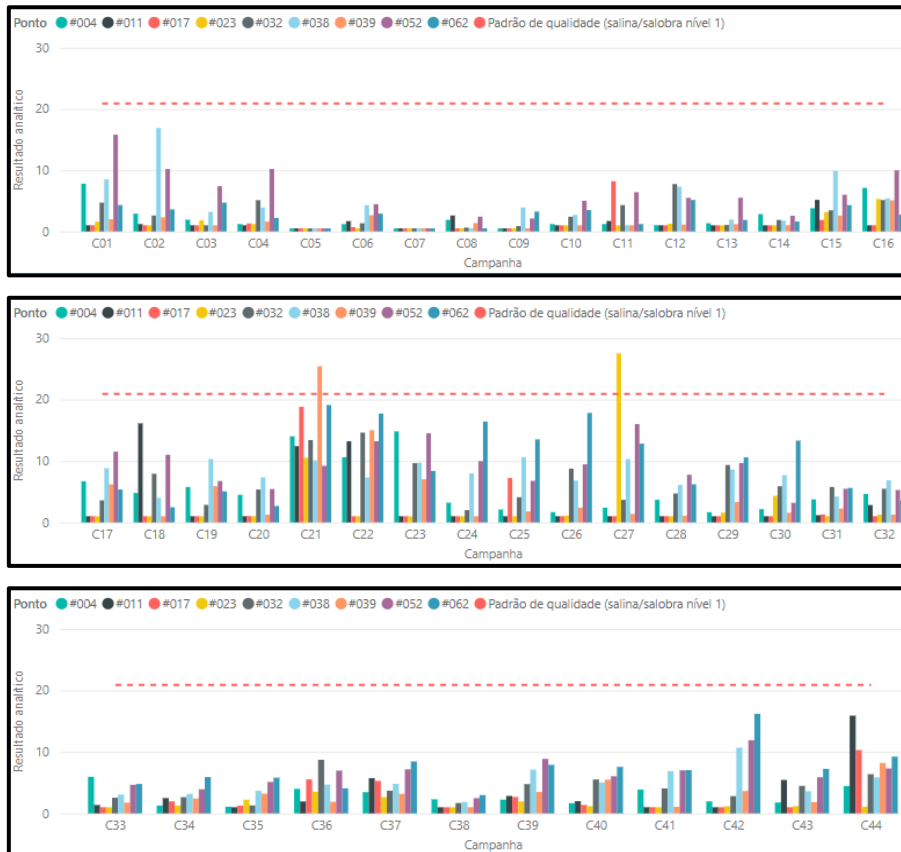 Ponto #004 #011 #017 #023 #032 #038 #039 #052 #062 Padrão de qualidade (salina/salobra nível 1)
30
20
10
0
Resultado analítico
C01 C02 C03 C04 C05 C06 C07 C08 C09 C10 C11 C12 C13 C14 C15 C16
Campanha
Ponto #004 #011 #017 #023 #032 #038 #039 #052 #062 Padrão de qualidade (salina/salobra nível 1)
30
20
10
0
Resultado analítico
C17 C18 C19 C20 C21 C22 C23 C24 C25 C26 C27 C28 C29 C30 C31 C32
Campanha
Ponto #004 #011 #017 #023 #032 #038 #039 #052 #062 Padrão de qualidade (salina/salobra nível 1)
30
20
10
0
Resultado analítico
C33 C34 C35 C36 C37 C38 C39 C40 C41 C42 C43 C44
Campanha